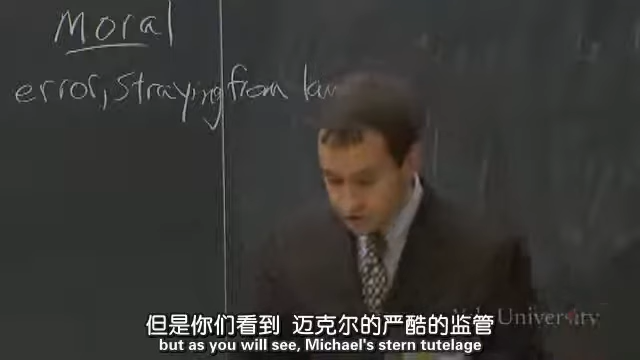 Moral
error, straying from
但是你们看到 迈克尔的严酷的监管
University
but as you will see, Michael's stern tutelage